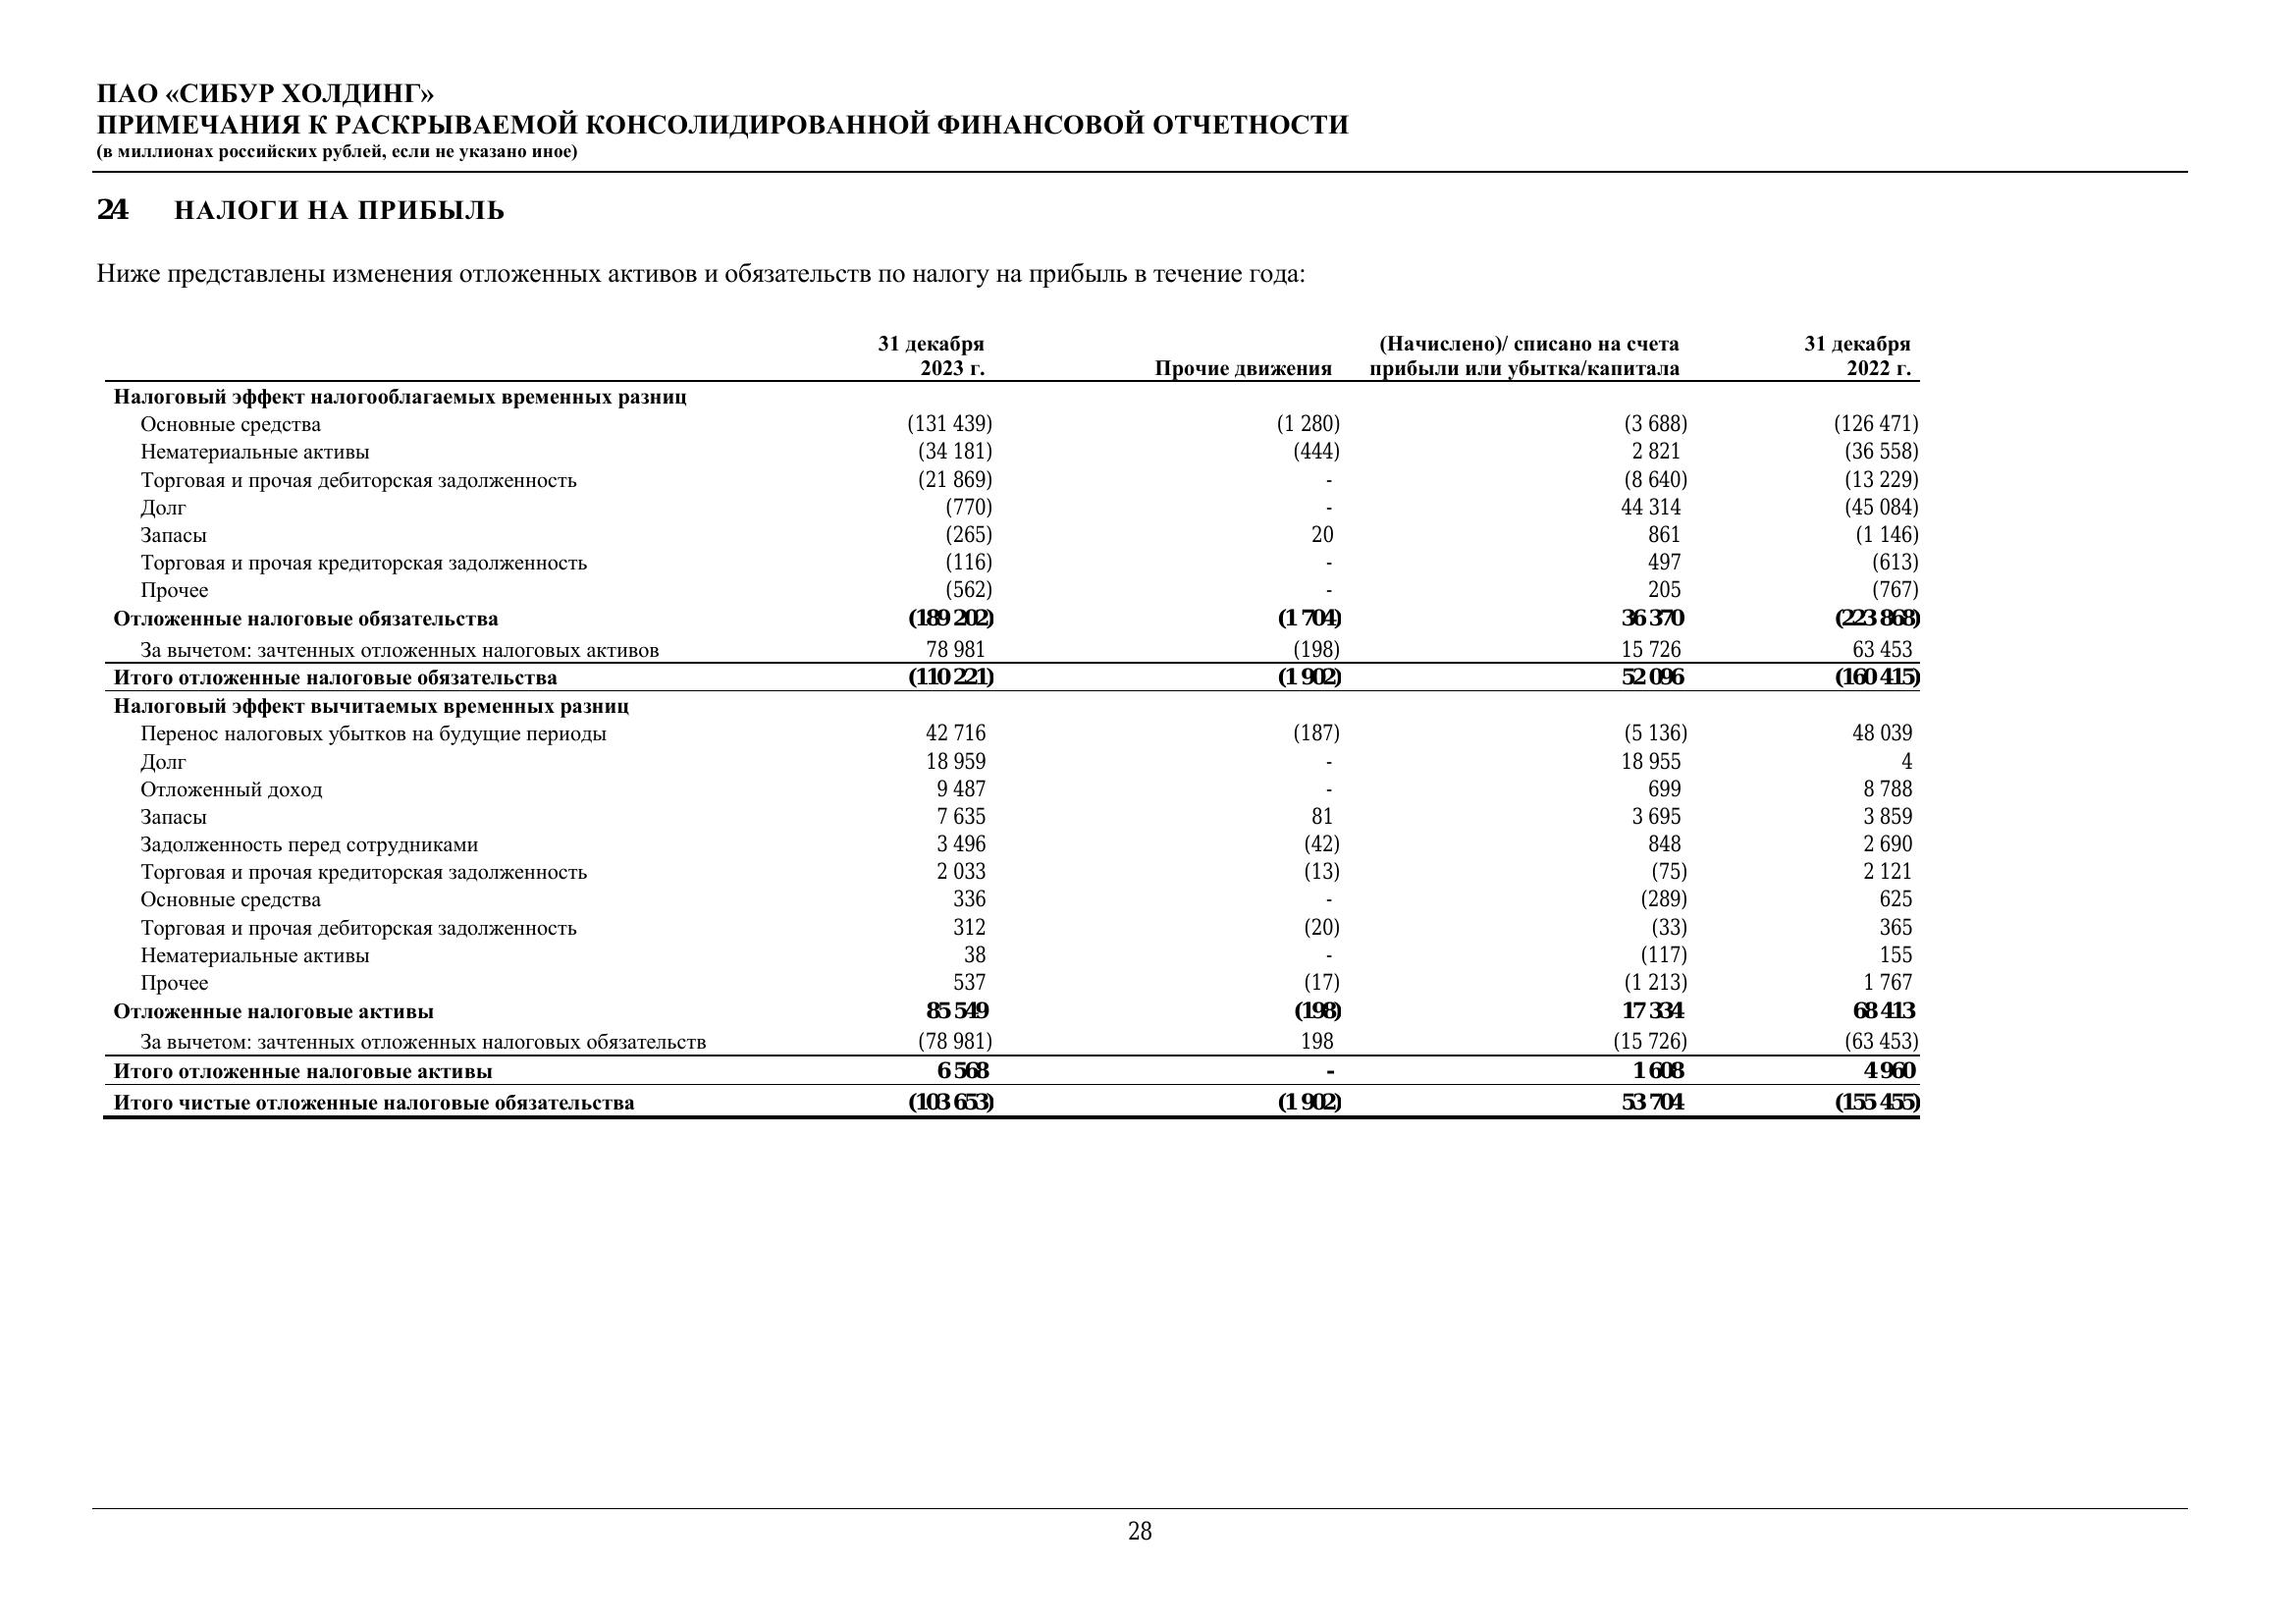 ПАО «СИБУР ХОЛДИНГ»
ПРИМЕЧАНИЯ К РАСКРЫВАЕМОЙ КОНСОЛИДИРОВАННОЙ ФИНАНСОВОЙ ОТЧЕТНОСТИ
(в миллионах российских рублей, если не указано иное)
24 НАЛОГИ НА ПРИБЫЛЬ
Ниже представлены изменения отложенных активов и обязательств по налогу на прибыль в течение года:
31 декабря (Начислено)/ списано на счета 31 декабря
2023 г. Прочие движения прибыли или убытка/капитала 2022 г.
Налоговый эффект налогооблагаемых временных разниц
Основные средства (131 439) (1 280) (3 688) (126 471)
Нематериальные активы (34 181) (444) 2 821 (36 558)
Торговая и прочая дебиторская задолженность (21 869) - (8 640) (13 229)
Долг (770) - 44 314 (45 084)
Запасы (265) 20 861 (1 146)
Торговая и прочая кредиторская задолженность (116) - 497 (613)
Прочее (562) - 205 (767)
Отложенные налоговые обязательства (189 202) (1 704) 36 370 (223 868)
За вычетом: зачтенных отложенных налоговых активов 78 981 (198) 15 726 63 453
Итого отложенные налоговые обязательства (110 221) (1 902) 52 096 (160 415)
Налоговый эффект вычитаемых временных разниц
Перенос налоговых убытков на будущие периоды 42 716 (187) (5 136) 48 039
Долг 18 959 - 18 955 4
Отложенный доход 9 487 - 699 8 788
Запасы 7 635 81 3 695 3 859
Задолженность перед сотрудниками 3 496 (42) 848 2 690
Торговая и прочая кредиторская задолженность 2 033 (13) (75) 2 121
Основные средства 336 - (289) 625
Торговая и прочая дебиторская задолженность 312 (20) (33) 365
Нематериальные активы 38 - (117) 155
Прочее 537 (17) (1 213) 1 767
Отложенные налоговые активы 85 549 (198) 17 334 68 413
За вычетом: зачтенных отложенных налоговых обязательств (78 981) 198 (15 726) (63 453)
Итого отложенные налоговые активы 6 568 - 1 608 4 960
Итого чистые отложенные налоговые обязательства (103 653) (1 902) 53 704 (155 455)
28